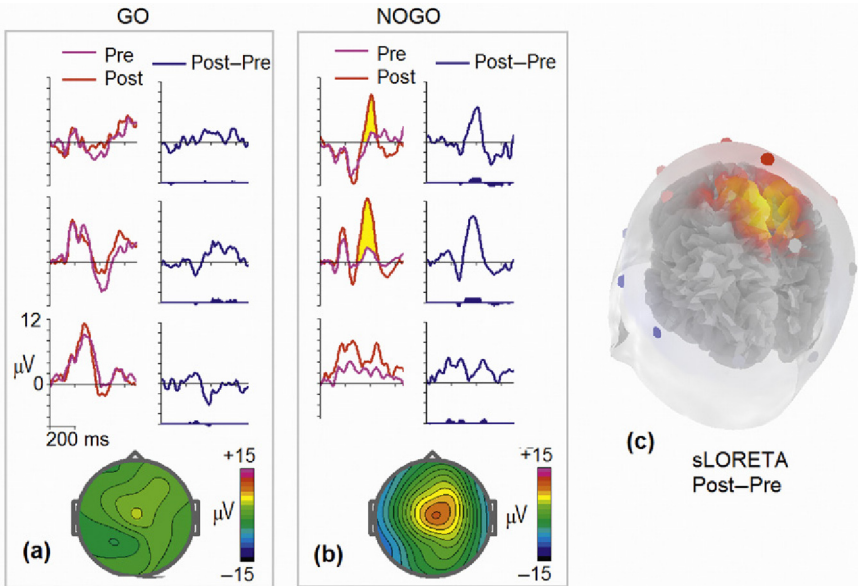 GO
Pre
Post
Post–Pre
12
μV
0
200 ms
+15
μV
–15
(a)
NOGO
Pre
Post
Post–Pre
+15
μV
–15
(b)
(c)
sLORETA
Post–Pre